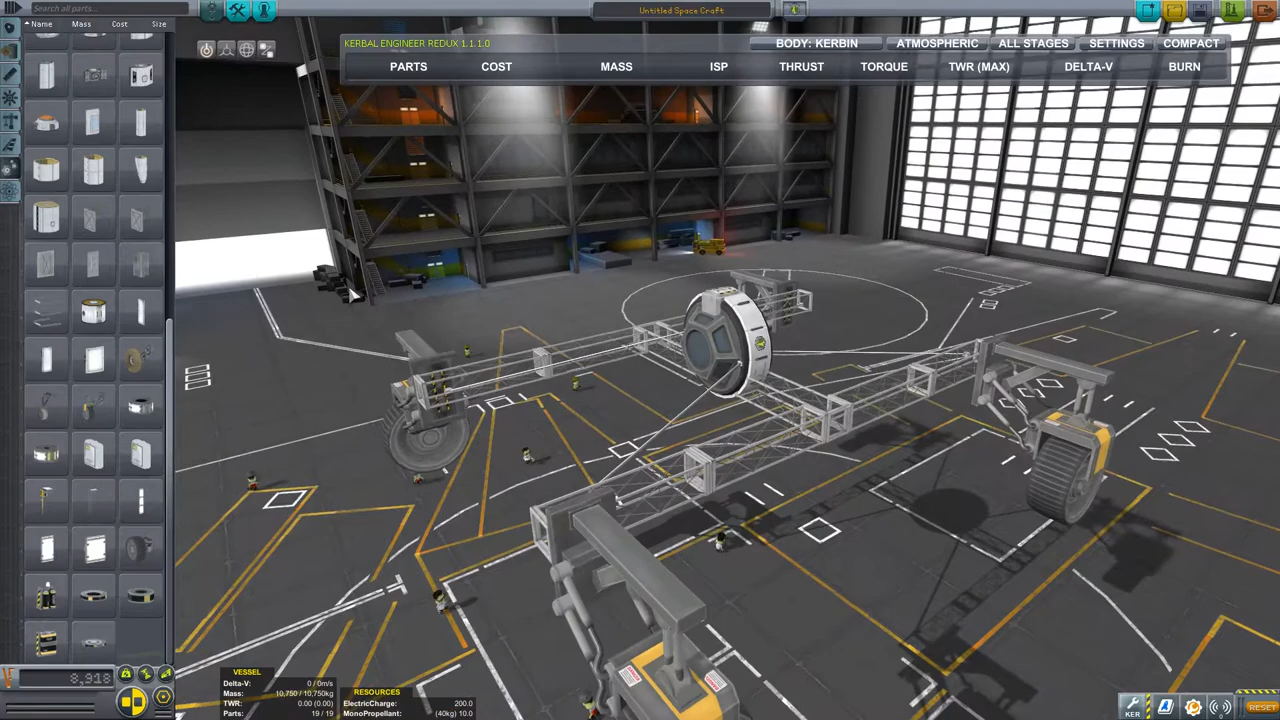 Search all parts...
Untitled Space Craft
Name Mass Cost Size
KERBAL ENGINEER REDUX 1.1.1.0
BODY: KERBIN ATMOSPHERIC ALL STAGES SETTINGS COMPACT
PARTS COST MASS ISP THRUST TORQUE TWR (MAX) DELTA-V BURN
8,918
VESSEL
Delta-V: 0 / 0m/s
Mass: 10,750 / 10,750kg
TWR: 0.00 (0.00)
Parts: 19 / 19
RESOURCES
ElectricCharge: 200.0
MonoPropellant: (40kg) 10.0
KER
RESET